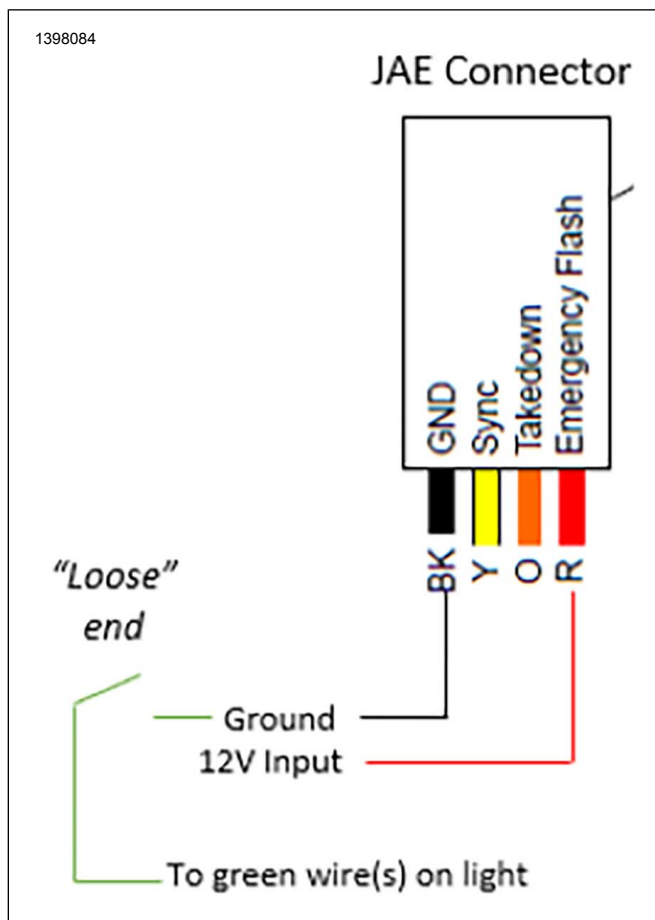 1398084
JAE Connector
GND
Sync
Takedown
Emergency Flash
BK
Y
O
R
"Loose"
end
Ground
12V Input
To green wire(s) on light